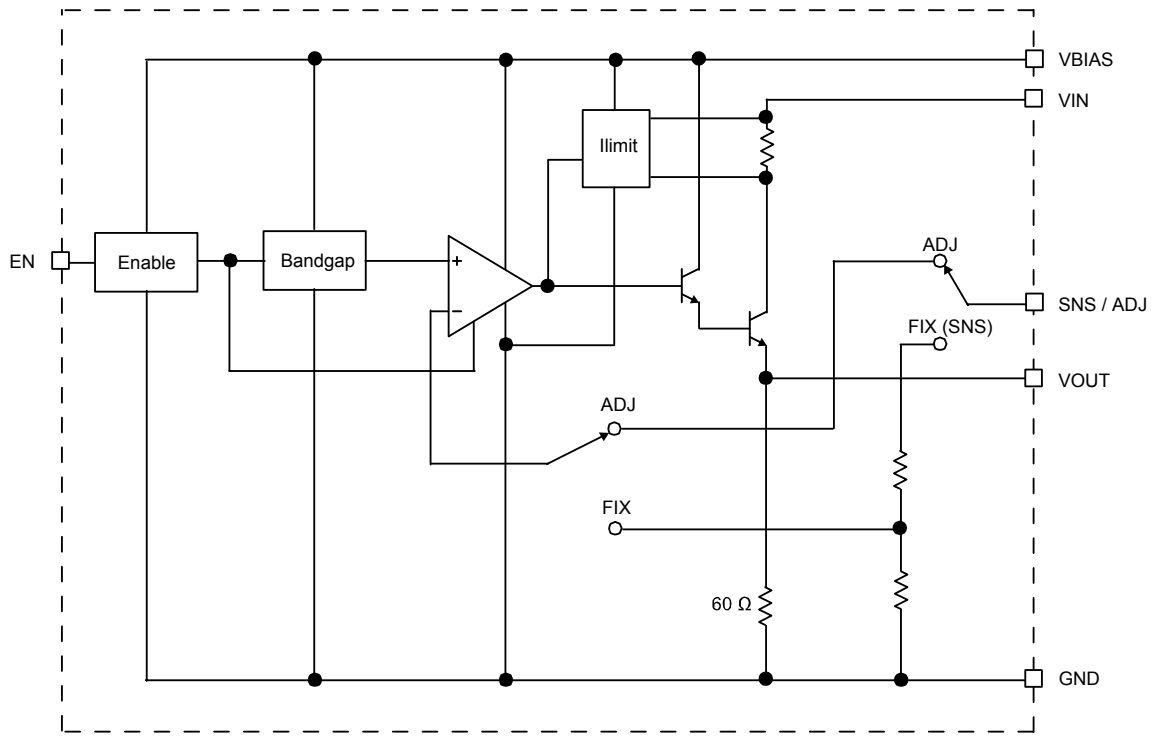 VBIAS
VIN
Ilimit
EN
Enable
Bandgap
+
−
ADJ
SNS / ADJ
FIX (SNS)
VOUT
ADJ
FIX
60 Ω
GND